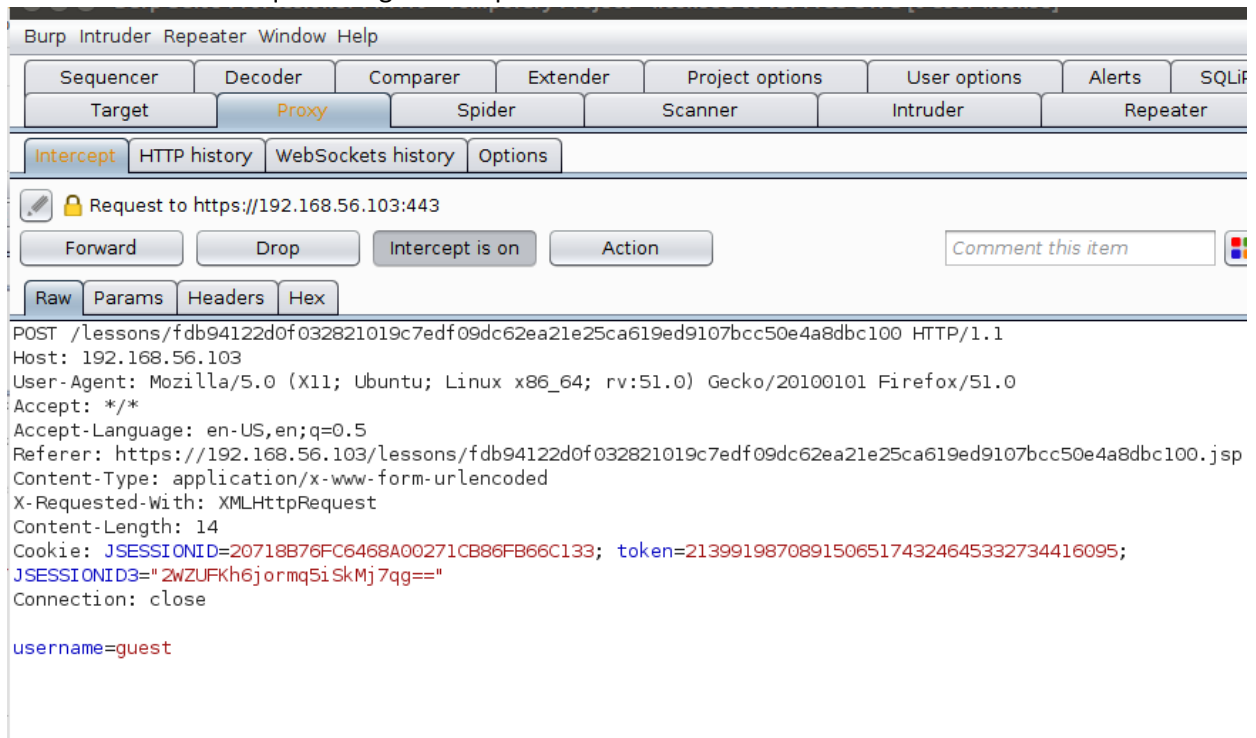 Burp Intruder Repeater Window Help
Sequencer Decoder Comparer Extender Project options User options Alerts
Target Proxy Spider Scanner Intruder Repeater
Intercept HTTP history WebSockets history Options
Request to https://192.168.56.103:443
Forward Drop Intercept is on Action Comment this item
Raw Params Headers Hex
POST /lessons/fdb94122d0f032821019c7edf09dc62ea21e25ca619ed9107bcc50e4a8dbc100 HTTP/1.1
Host: 192.168.56.103
User-Agent: Mozilla/5.0 (X11; Ubuntu; Linux x86_64; rv:51.0) Gecko/20100101 Firefox/51.0
Accept: */*
Accept-Language: en-US,en;q=0.5
Referer: https://192.168.56.103/lessons/fdb94122d0f032821019c7edf09dc62ea21e25ca619ed9107bcc50e4a8dbc100.jsp
Content-Type: application/x-www-form-urlencoded
X-Requested-With: XMLHttpRequest
Content-Length: 14
Cookie: JSESSIONID=20718B76FC6468A00271CB86FB66C133; token=21399198708915065174324645332734416095;
JSESSIONID3="2WZUFKh6jormq5iSkMj7qg=="
Connection: close
username=guest